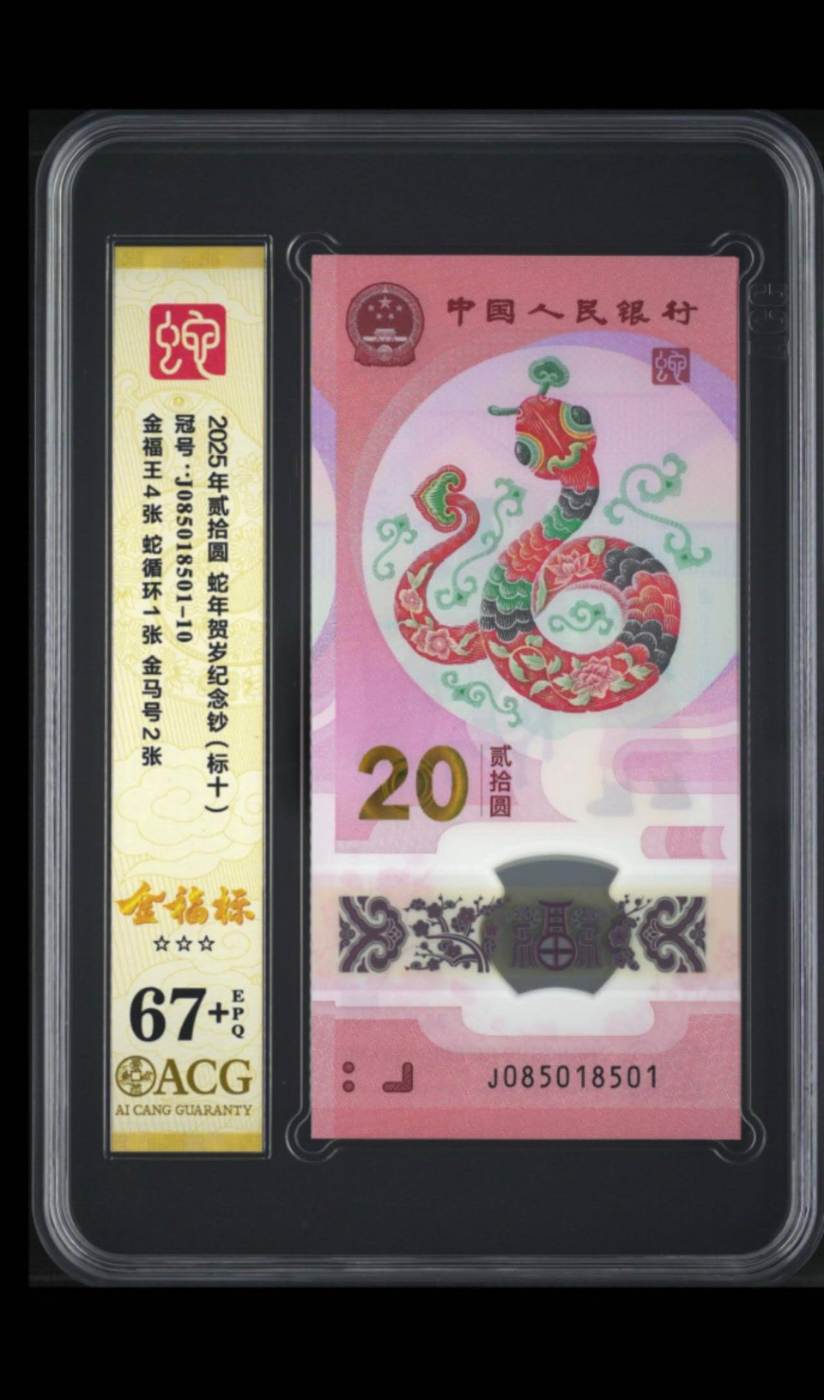 蛇
2025年贰拾圆 蛇年贺岁纪念钞(标十)
冠号:J085018501-10
金福王4张 蛇循环1张 金马号2张
金福标
☆☆☆
67+EPQ
ACG
AI CANG GUARANTY
中国人民银行
蛇
20
贰拾圆
J085018501